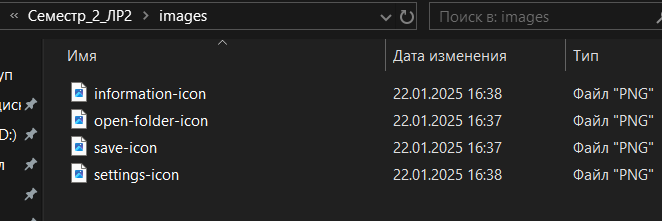 « Семестр_2_ЛР2 > images Поиск в: images
Имя Дата изменения Тип
information-icon 22.01.2025 16:38 Файл "PNG"
open-folder-icon 22.01.2025 16:37 Файл "PNG"
save-icon 22.01.2025 16:37 Файл "PNG"
settings-icon 22.01.2025 16:38 Файл "PNG"
D:)